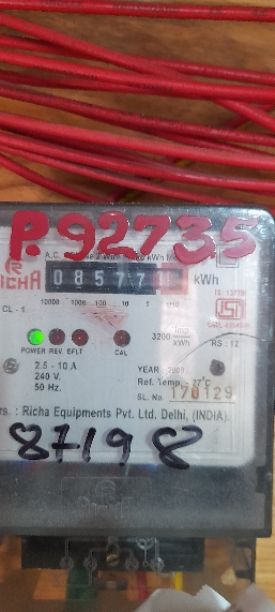 P.92735
RICHA
08577
kWh
CL - 1
10000 1000 100 10 1 1/10
3200 imp/kWh
RS : 12
POWER REV. EFLT CAL
2.5 - 10 A
240 V.
50 Hz.
YEAR : 2009
Ref. Temp. : 27°C
SL. No. 170129
rs. : Richa Equipments Pvt. Ltd, Delhi, (INDIA).
87198